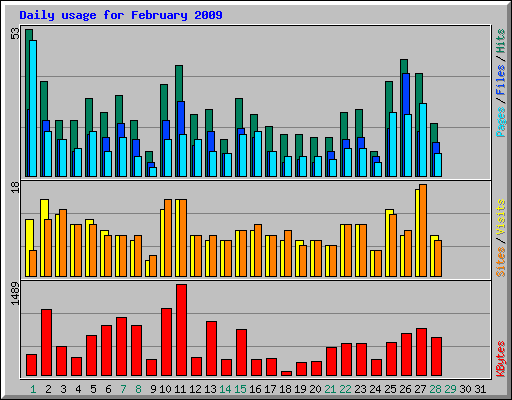 Daily usage for February 2009
53
Pages / Files / Hits
18
Sites / Visits
1489
KBytes
1 2 3 4 5 6 7 8 9 10 11 12 13 14 15 16 17 18 19 20 21 22 23 24 25 26 27 28 29 30 31